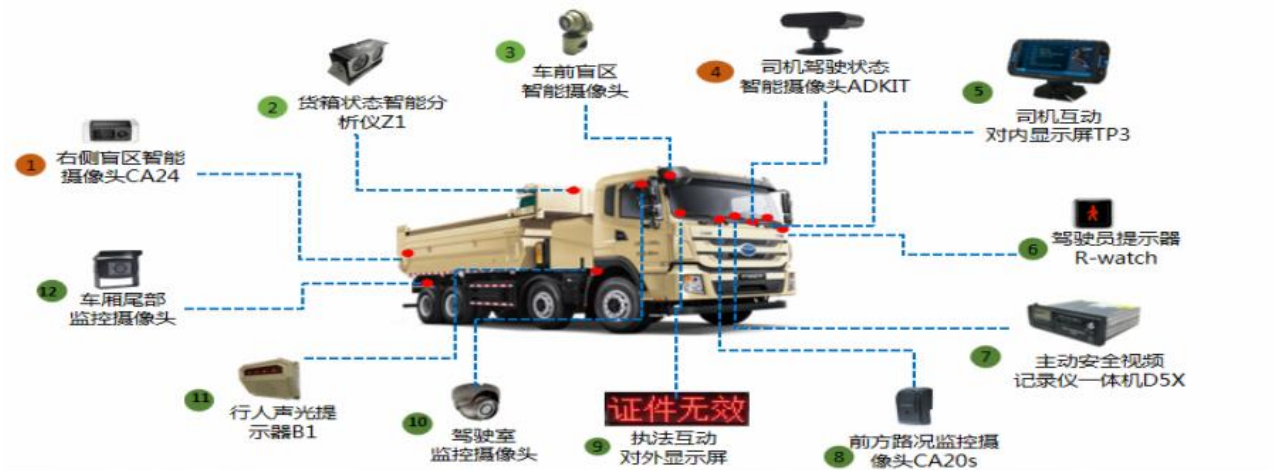 1
右侧盲区智能
摄像头CA24
2
货箱状态智能分
析仪Z1
3
车前盲区
智能摄像头
4
司机驾驶状态
智能摄像头ADKIT
5
司机互动
对内显示屏TP3
6
驾驶员提示器
R-watch
7
主动安全视频
记录仪一体机D5X
8
前方路况监控摄
像头CA20s
证件无效
9
执法互动
对外显示屏
10
驾驶室
监控摄像头
11
行人声光提
示器B1
12
车厢尾部
监控摄像头